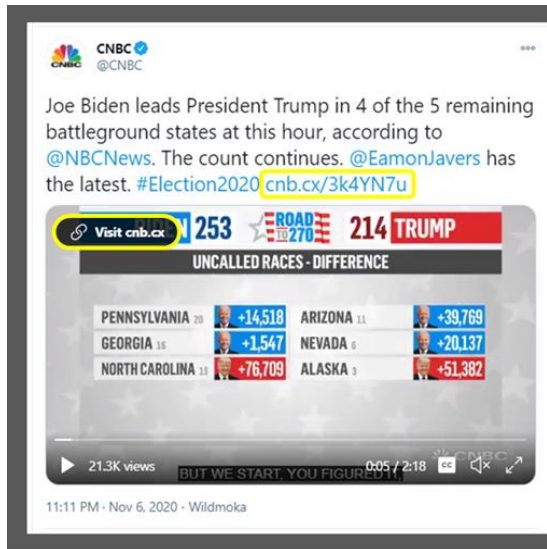 CNBC
@CNBC
CNBC
Joe Biden leads President Trump in 4 of the 5 remaining
battleground states at this hour, according to
@NBCNews. The count continues. @EamonJavers has
the latest. #Election2020 cnb.cx/3k4YN7u
Visit cnb.cx
253 ROAD TO 270 214 TRUMP
UNCALLED RACES - DIFFERENCE
PENNSYLVANIA 20 +14,518 ARIZONA 11 +39,769
GEORGIA 16 +1,547 NEVADA 6 +20,137
NORTH CAROLINA 15 +76,709 ALASKA 3 +51,382
CNBC
21.3K views 0:05 / 2:18 CC
BUT WE START, YOU FIGURED IT,
11:11 PM · Nov 6, 2020 · Wildmoka